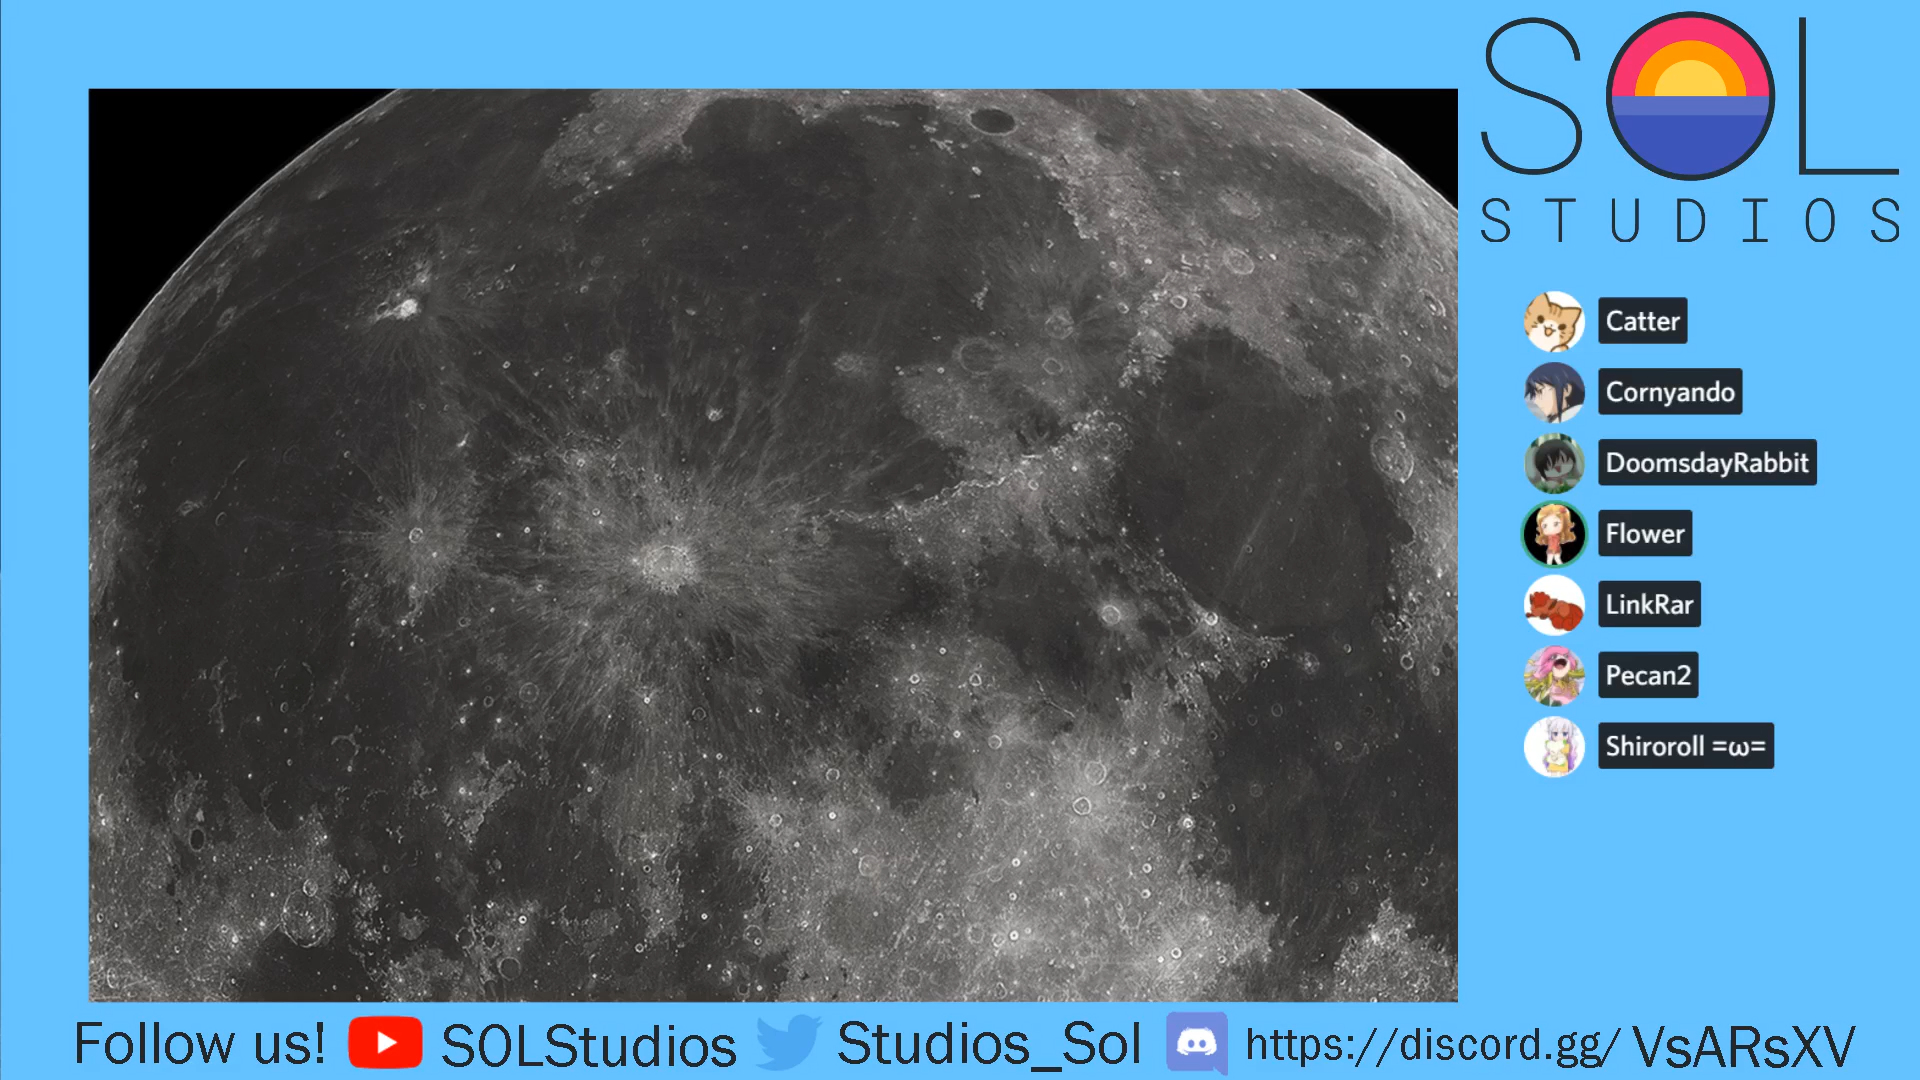 SOL
STUDIOS
Catter
Cornyando
DoomsdayRabbit
Flower
LinkRar
Pecan2
Shiroroll =ω=
Follow us! SOLStudios Studios_Sol https://discord.gg/VsARsXV